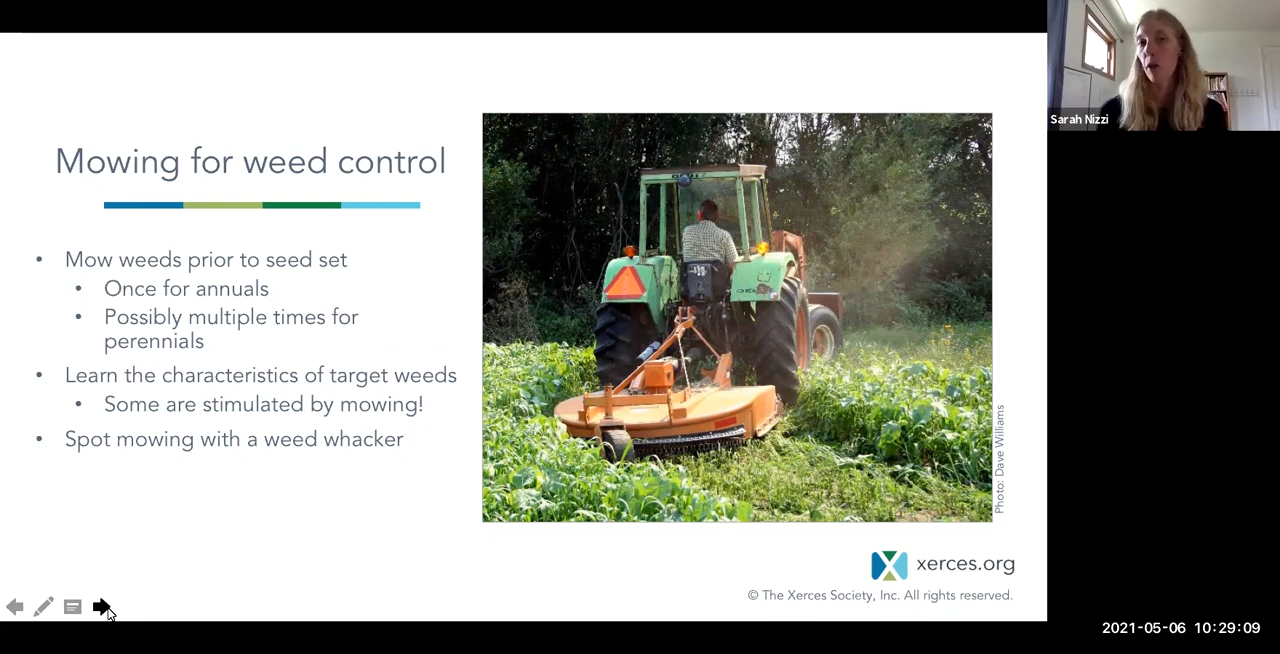 Sarah Nizzi
Mowing for weed control
• Mow weeds prior to seed set
• Once for annuals
• Possibly multiple times for
perennials
• Learn the characteristics of target weeds
• Some are stimulated by mowing!
• Spot mowing with a weed whacker
Photo: Dave Williams
xerces.org
© The Xerces Society, Inc. All rights reserved.
2021-05-06 10:29:09